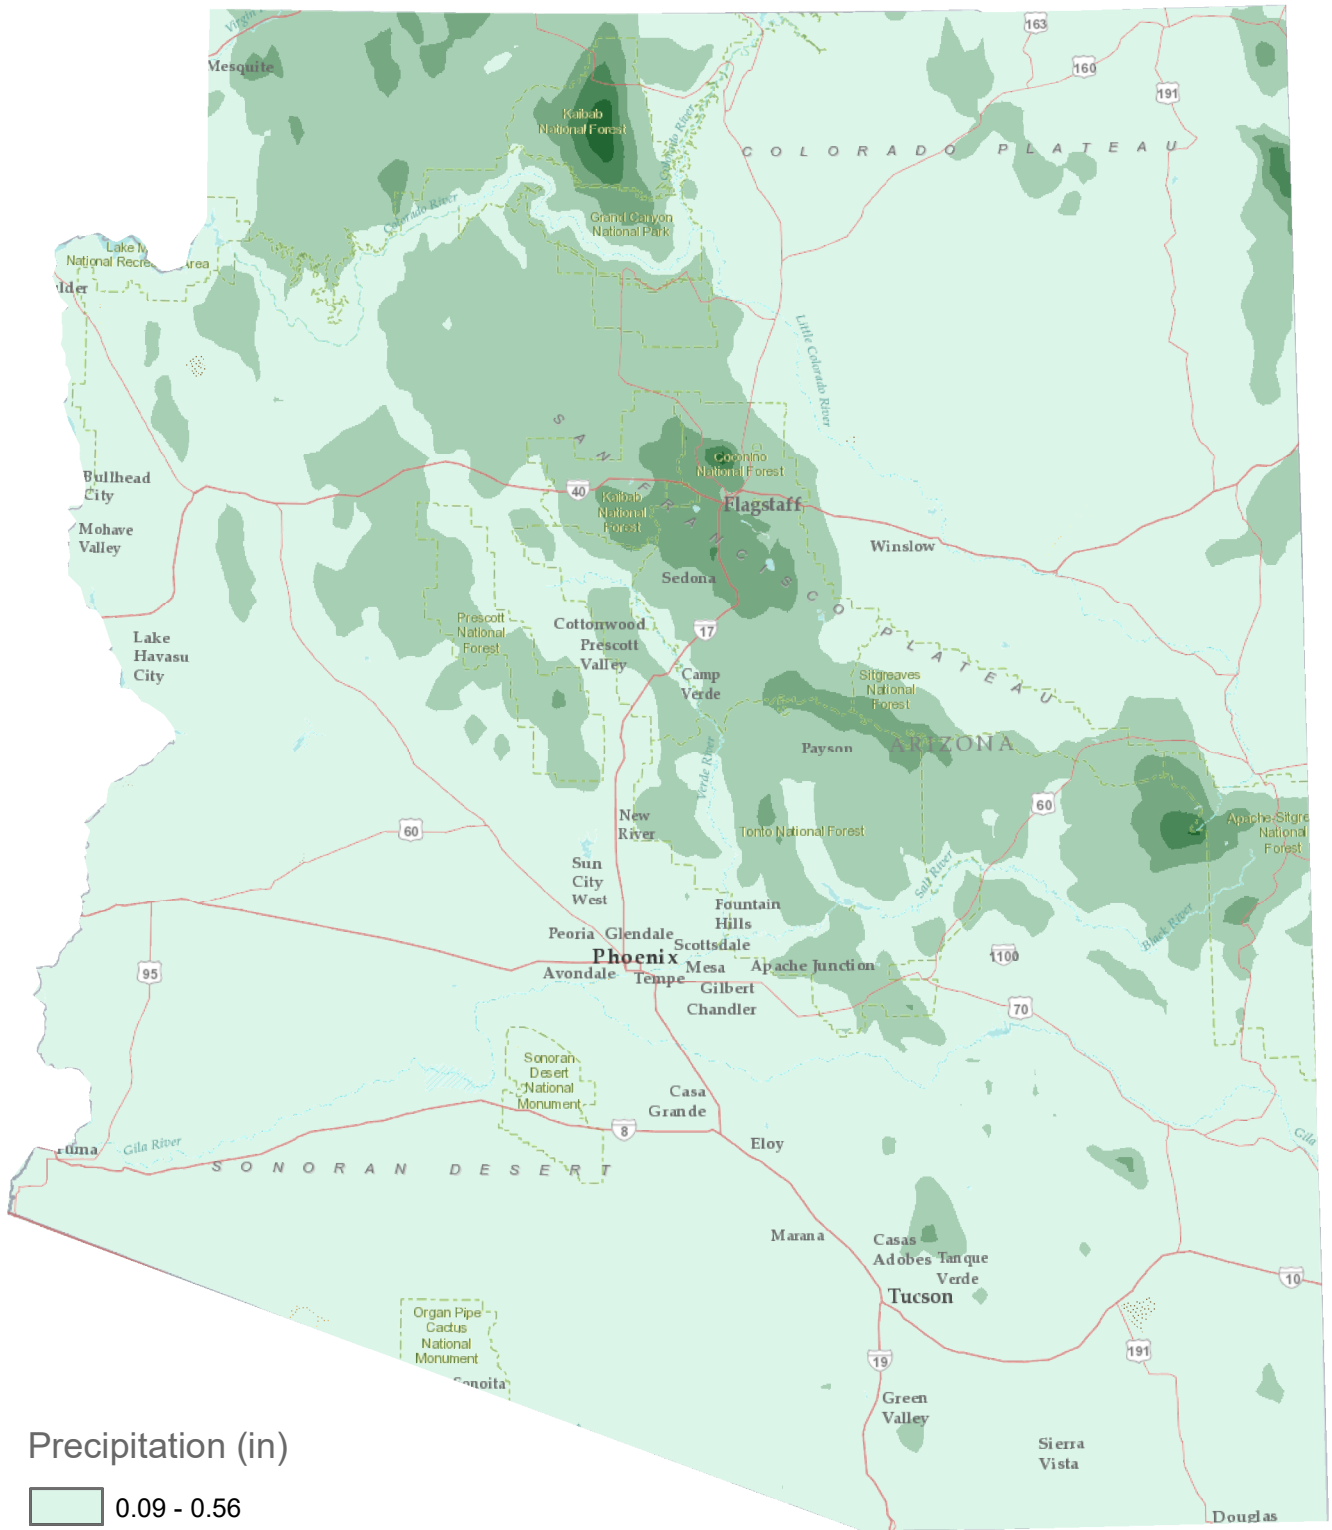 Virgin
163
Mesquite
160
191
Kaibab
National Forest
COLORADO PLATEAU
Colorado River
Colorado River
Grand Canyon
National Park
Lake M
National Recre Area
lder
Little Colorado River
SAN FRANCISCO PLATEAU
Coconino
National Forest
Bullhead
City
40
Kaibab
National
Forest
Flagstaff
Mohave
Valley
Winslow
Sedona
Prescott
National
Forest
Cottonwood
17
Lake
Havasu
City
Prescott
Valley
Camp
Verde
Sitgreaves
National
Forest
Verde River
Payson
ARIZONA
60
60
New
River
Tonto National Forest
Apache-Sitgre
National
Forest
Sun
City
West
Salt River
Fountain
Hills
Black River
Peoria
Glendale
Scottsdale
Phoenix
1100
95
Avondale
Tempe
Mesa
Apache Junction
Gilbert
Chandler
70
Sonoran
Desert
National
Monument
Casa
Grande
8
Eloy
Yuma
Gila River
Gila
SONORAN DESERT
Marana
Casas
Adobes
Tanque
Verde
10
Tucson
Organ Pipe
Cactus
National
Monument
191
19
Sonoita
Green
Valley
Precipitation (in)
Sierra
Vista
0.09 - 0.56
Douglas